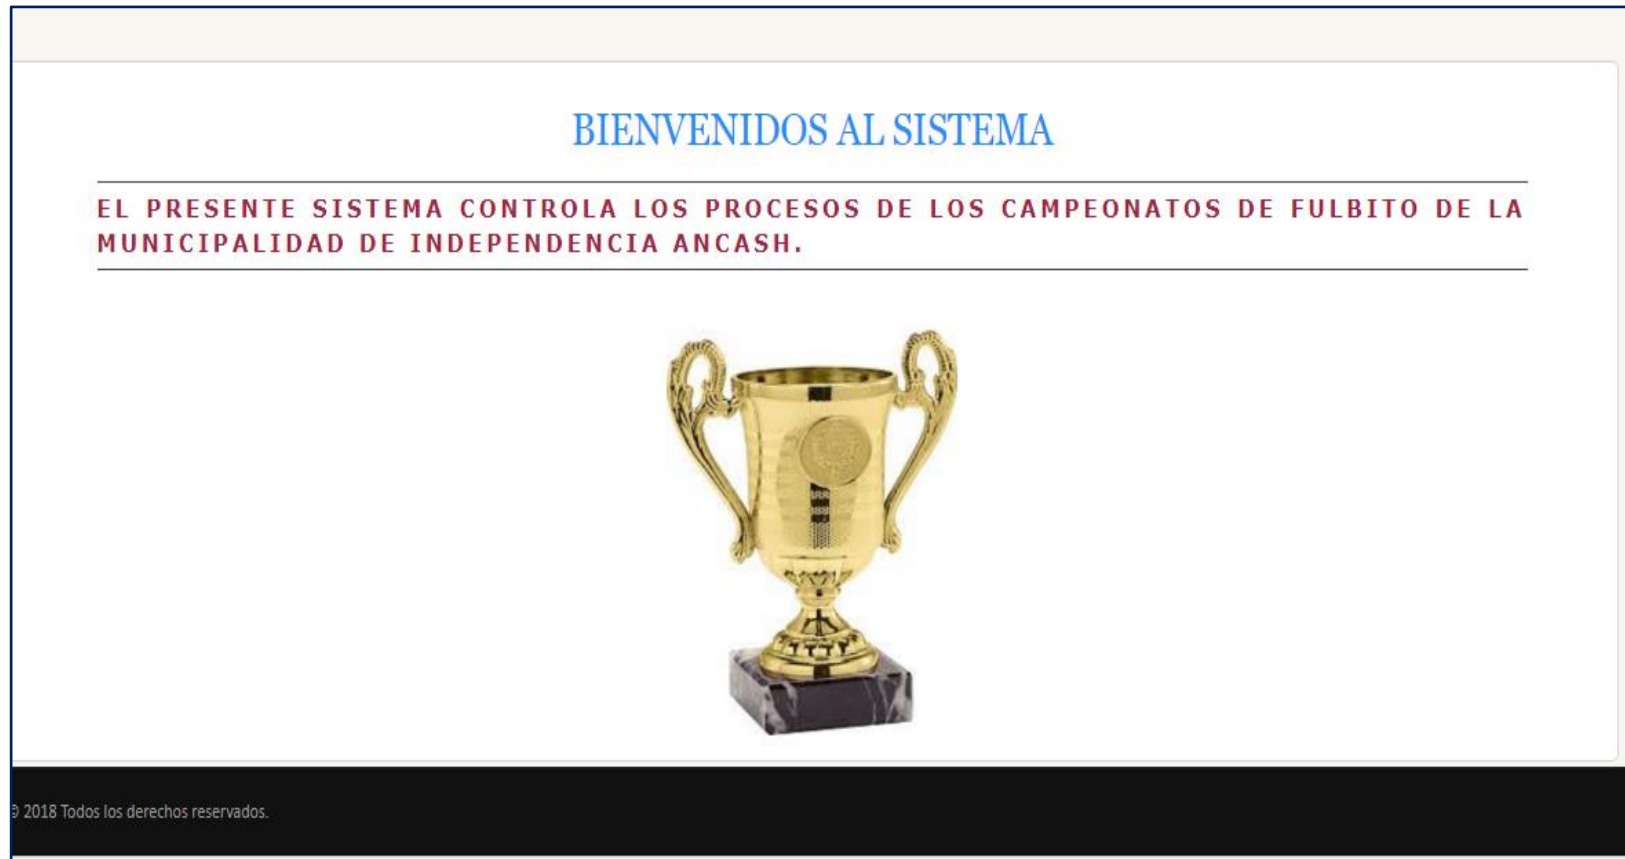 BIENVENIDOS AL SISTEMA
EL PRESENTE SISTEMA CONTROLA LOS PROCESOS DE LOS CAMPEONATOS DE FULBITO DE LA
MUNICIPALIDAD DE INDEPENDENCIA ANCASH.
© 2018 Todos los derechos reservados.